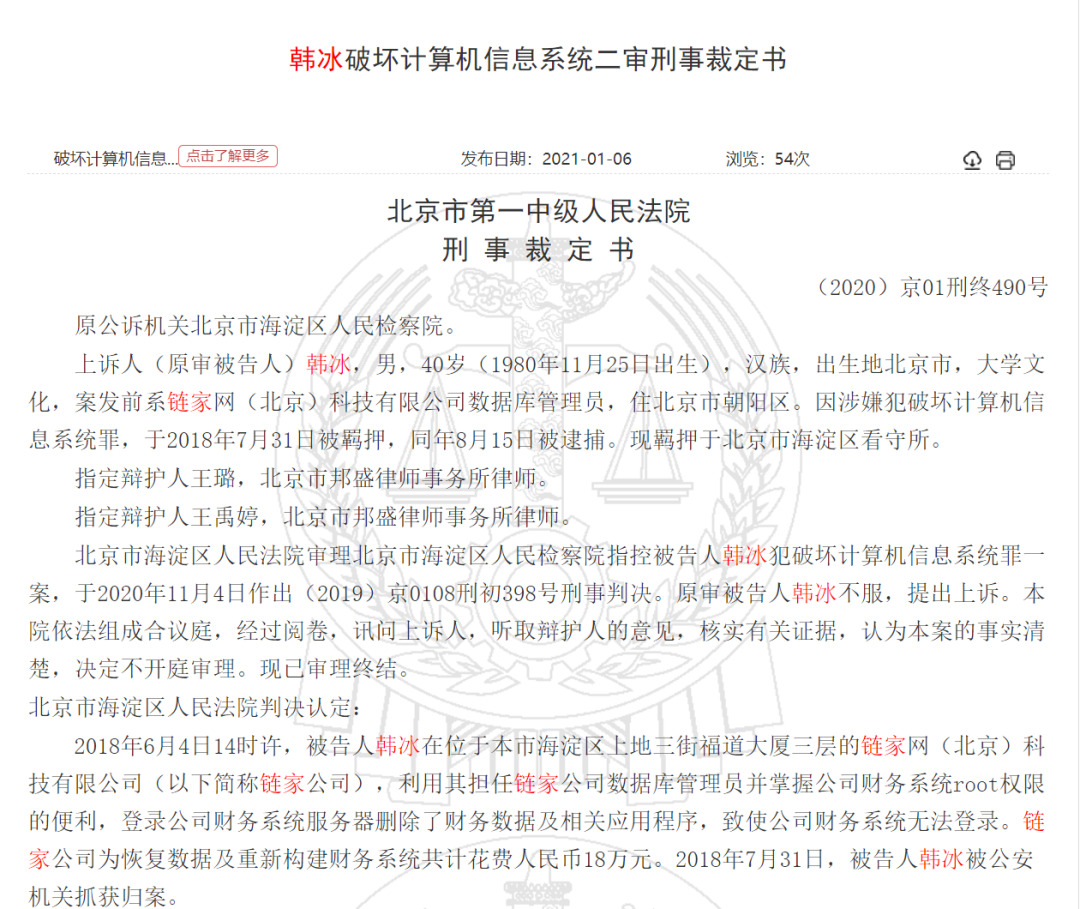 韩冰破坏计算机信息系统二审刑事裁定书
破坏计算机信息...点击了解更多 发布日期：2021-01-06 浏览：54次
北京市第一中级人民法院
刑 事 裁 定 书
（2020）京01刑终490号
原公诉机关北京市海淀区人民检察院。
上诉人（原审被告人）韩冰，男，40岁（1980年11月25日出生），汉族，出生地北京市，大学文
化，案发前系链家网（北京）科技有限公司数据库管理员，住北京市朝阳区。因涉嫌犯破坏计算机信
息系统罪，于2018年7月31日被羁押，同年8月15日被逮捕。现羁押于北京市海淀区看守所。
指定辩护人王璐，北京市邦盛律师事务所律师。
指定辩护人王禹婷，北京市邦盛律师事务所律师。
北京市海淀区人民法院审理北京市海淀区人民检察院指控被告人韩冰犯破坏计算机信息系统罪一
案，于2020年11月4日作出（2019）京0108刑初398号刑事判决。原审被告人韩冰不服，提出上诉。本
院依法组成合议庭，经过阅卷，讯问上诉人，听取辩护人的意见，核实有关证据，认为本案的事实清
楚，决定不开庭审理。现已审理终结。
北京市海淀区人民法院判决认定：
2018年6月4日14时许，被告人韩冰在位于本市海淀区上地三街福道大厦三层的链家网（北京）科
技有限公司（以下简称链家公司），利用其担任链家公司数据库管理员并掌握公司财务系统root权限
的便利，登录公司财务系统服务器删除了财务数据及相关应用程序，致使公司财务系统无法登录。链
家公司为恢复数据及重新构建财务系统共计花费人民币18万元。2018年7月31日，被告人韩冰被公安
机关抓获归案。